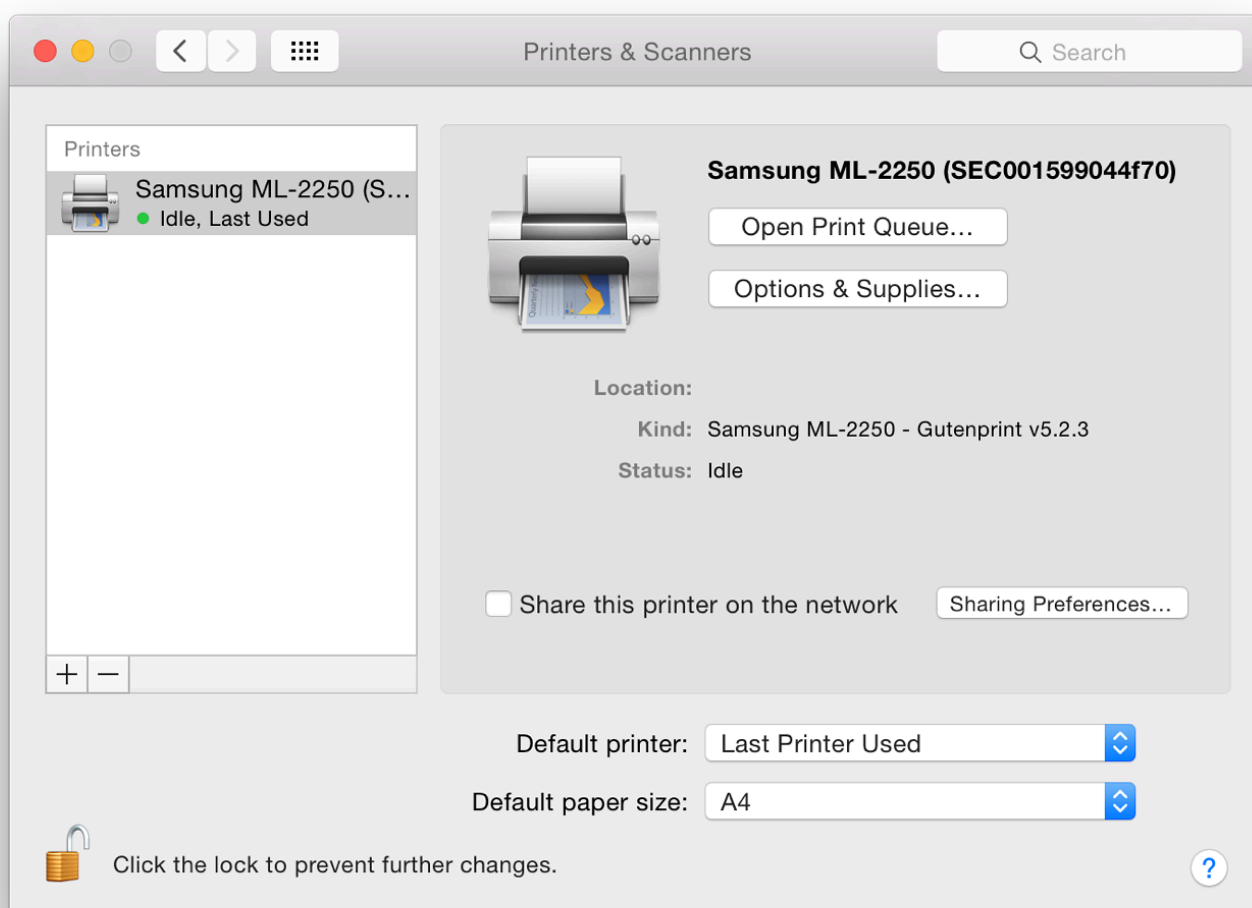 Printers & Scanners
Search
Printers
Samsung ML-2250 (S...
Idle, Last Used
Samsung ML-2250 (SEC001599044f70)
Open Print Queue...
Options & Supplies...
Location:
Kind: Samsung ML-2250 - Gutenprint v5.2.3
Status: Idle
Share this printer on the network
Sharing Preferences...
Default printer: Last Printer Used
Default paper size: A4
Click the lock to prevent further changes.
?